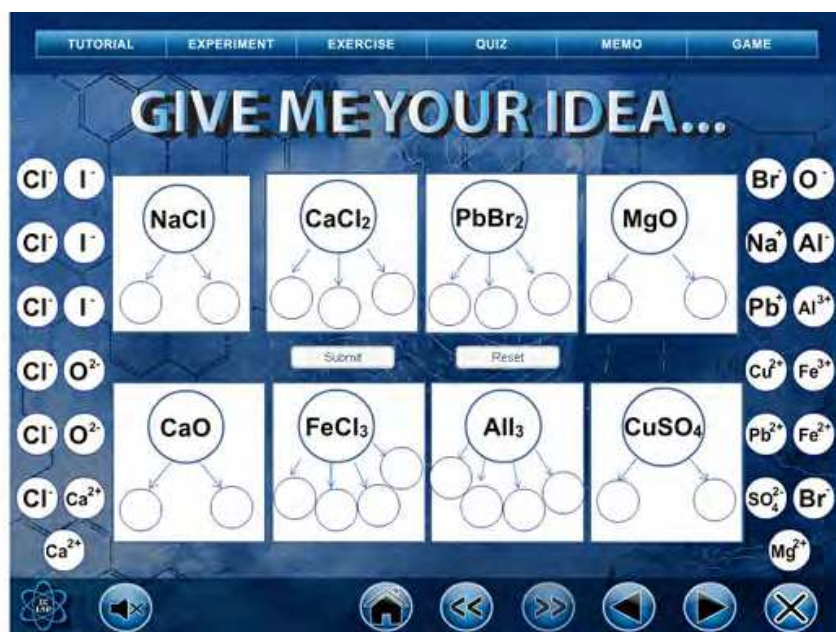 TUTORIAL EXPERIMENT EXERCISE QUIZ MEMO GAME
GIVE ME YOUR IDEA...
Cl⁻ I⁻ Br⁻ O⁻
NaCl CaCl₂ PbBr₂ MgO
Cl⁻ I⁻ Na⁺ Al⁻
Cl⁻ I⁻ Pb⁺ Al³⁺
Submit Reset
Cl⁻ O²⁻ Cu²⁺ Fe³⁺
CaO FeCl₃ AlI₃ CuSO₄
Cl⁻ O²⁻ Pb²⁺ Fe²⁺
Cl⁻ Ca²⁺ SO₄²⁻ Br⁻
Ca²⁺ Mg²⁺